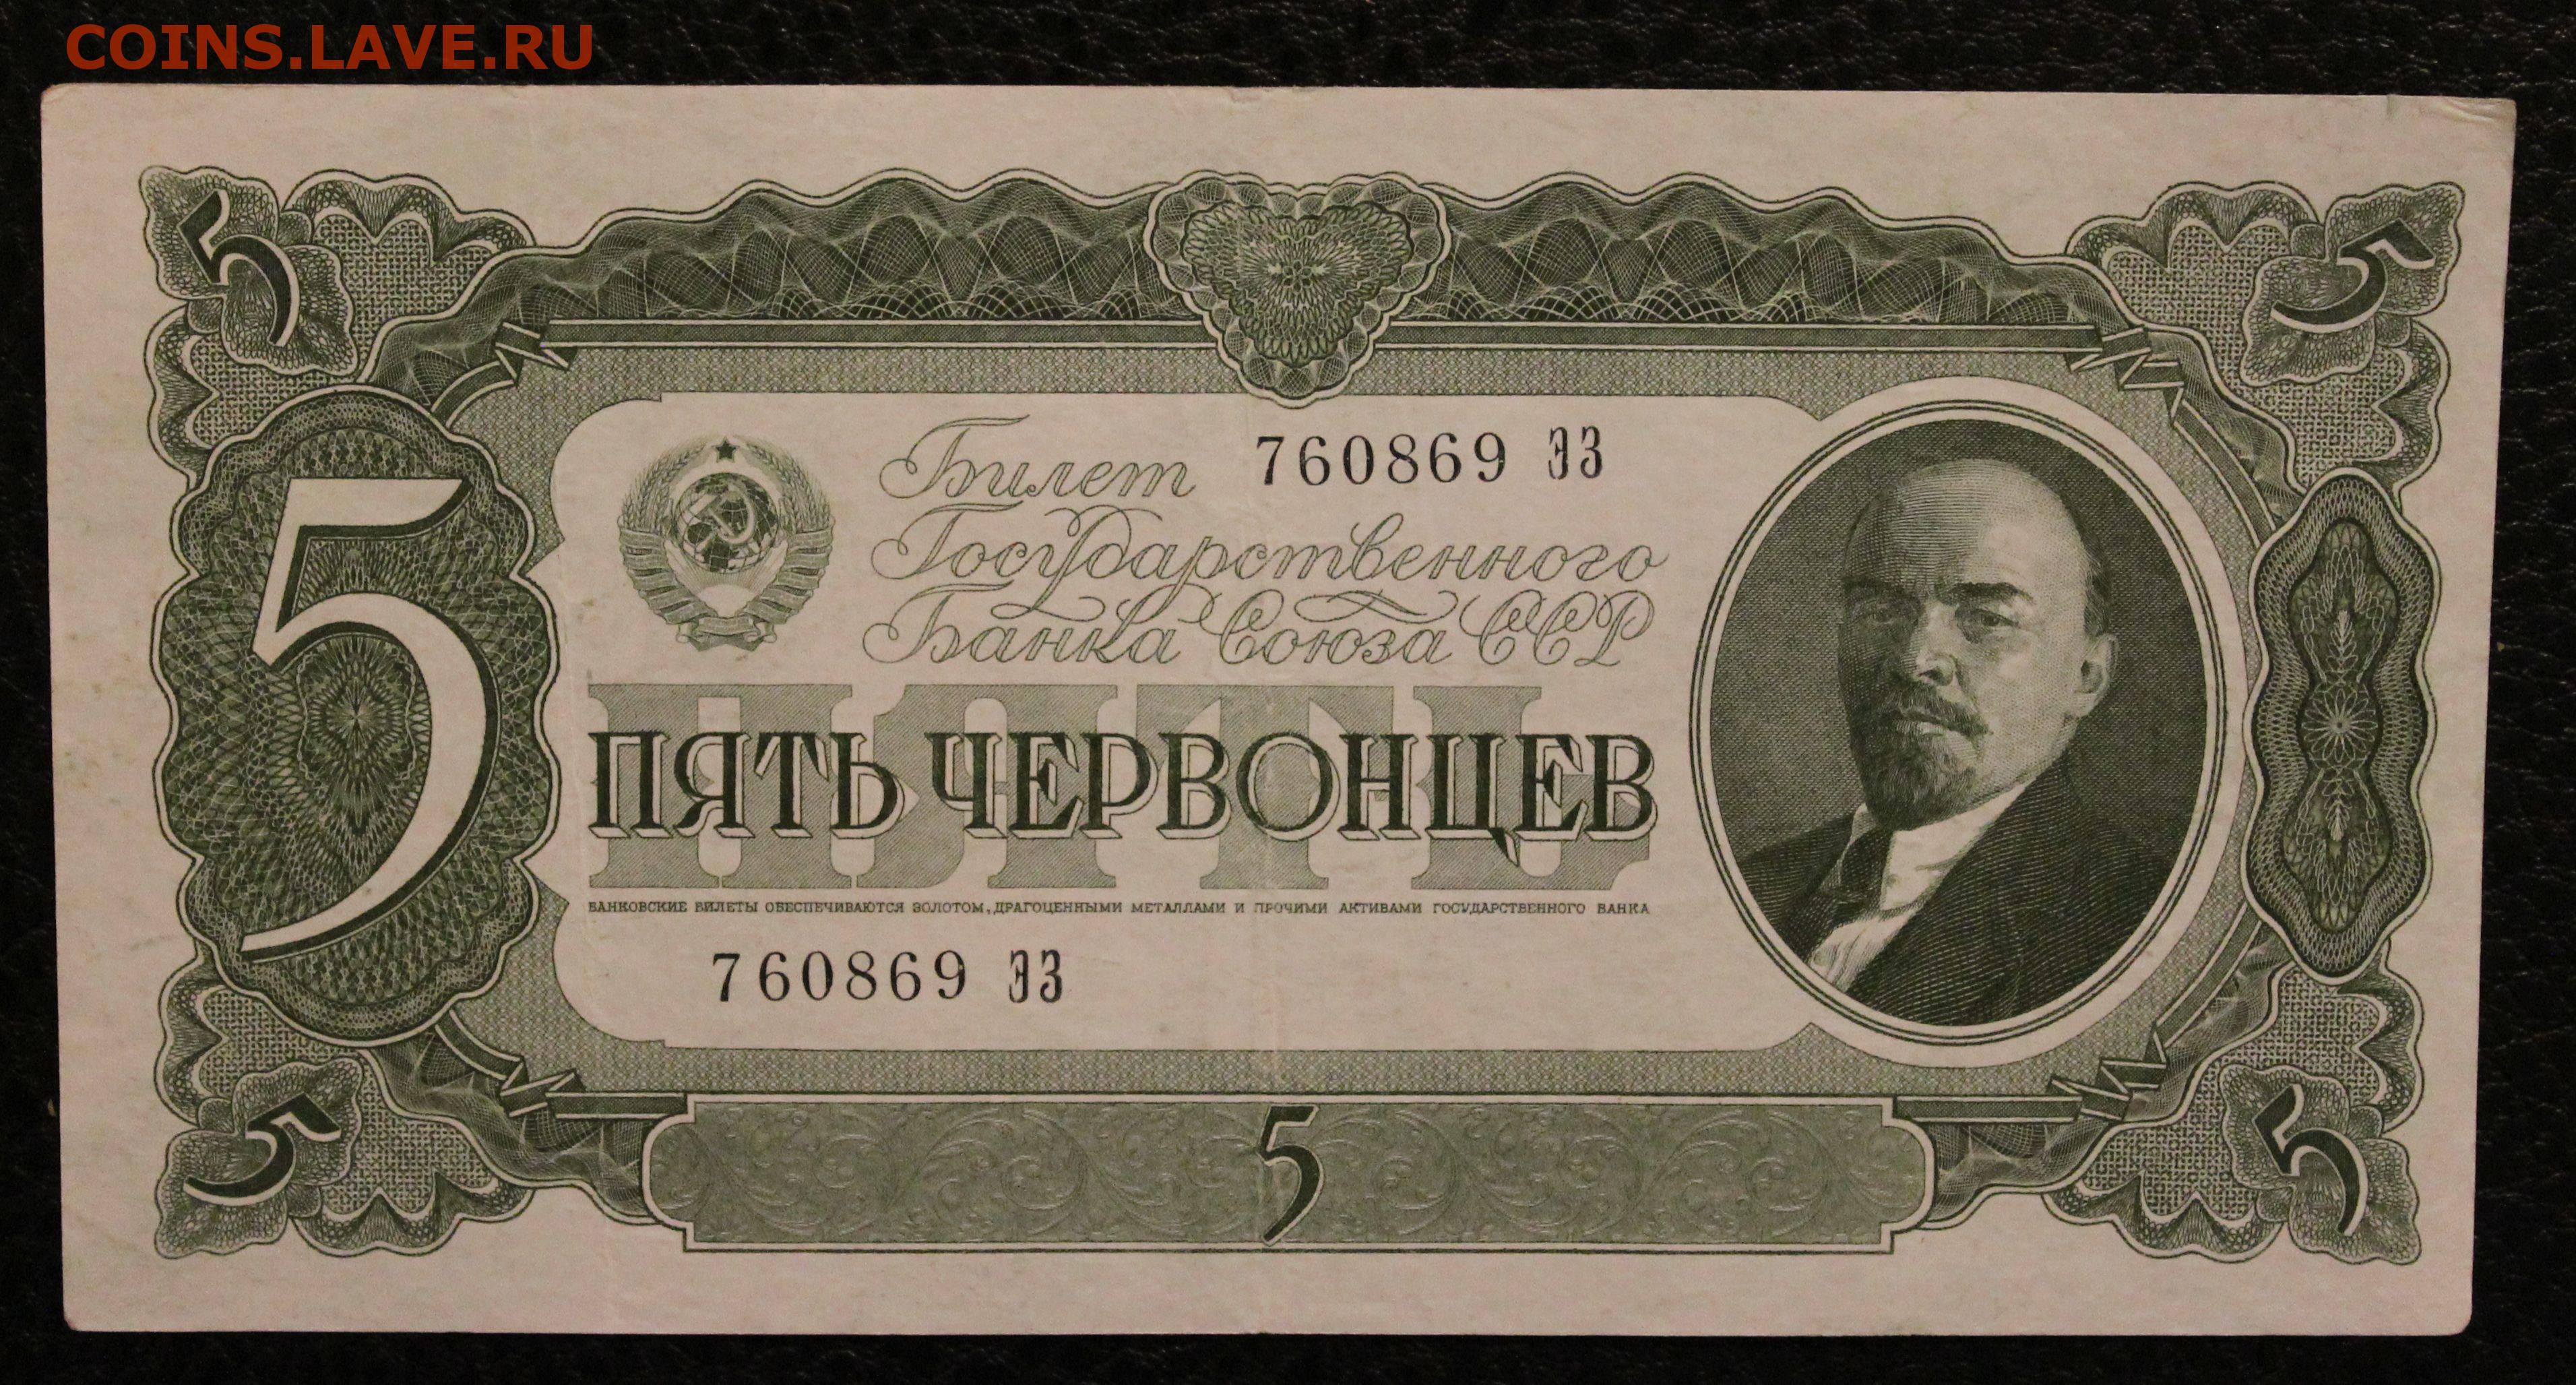 COINS.LAVE.RU
5 5
Билет 760869 ЭЗ
Государственного
Банка Союза ССР
5
ПЯТЬ
ПЯТЬ ЧЕРВОНЦЕВ
БАНКОВСКИЕ БИЛЕТЫ ОБЕСПЕЧИВАЮТСЯ ЗОЛОТОМ, ДРАГОЦЕННЫМИ МЕТАЛЛАМИ И ПРОЧИМИ АКТИВАМИ ГОСУДАРСТВЕННОГО БАНКА
760869 ЭЗ
5 5 5